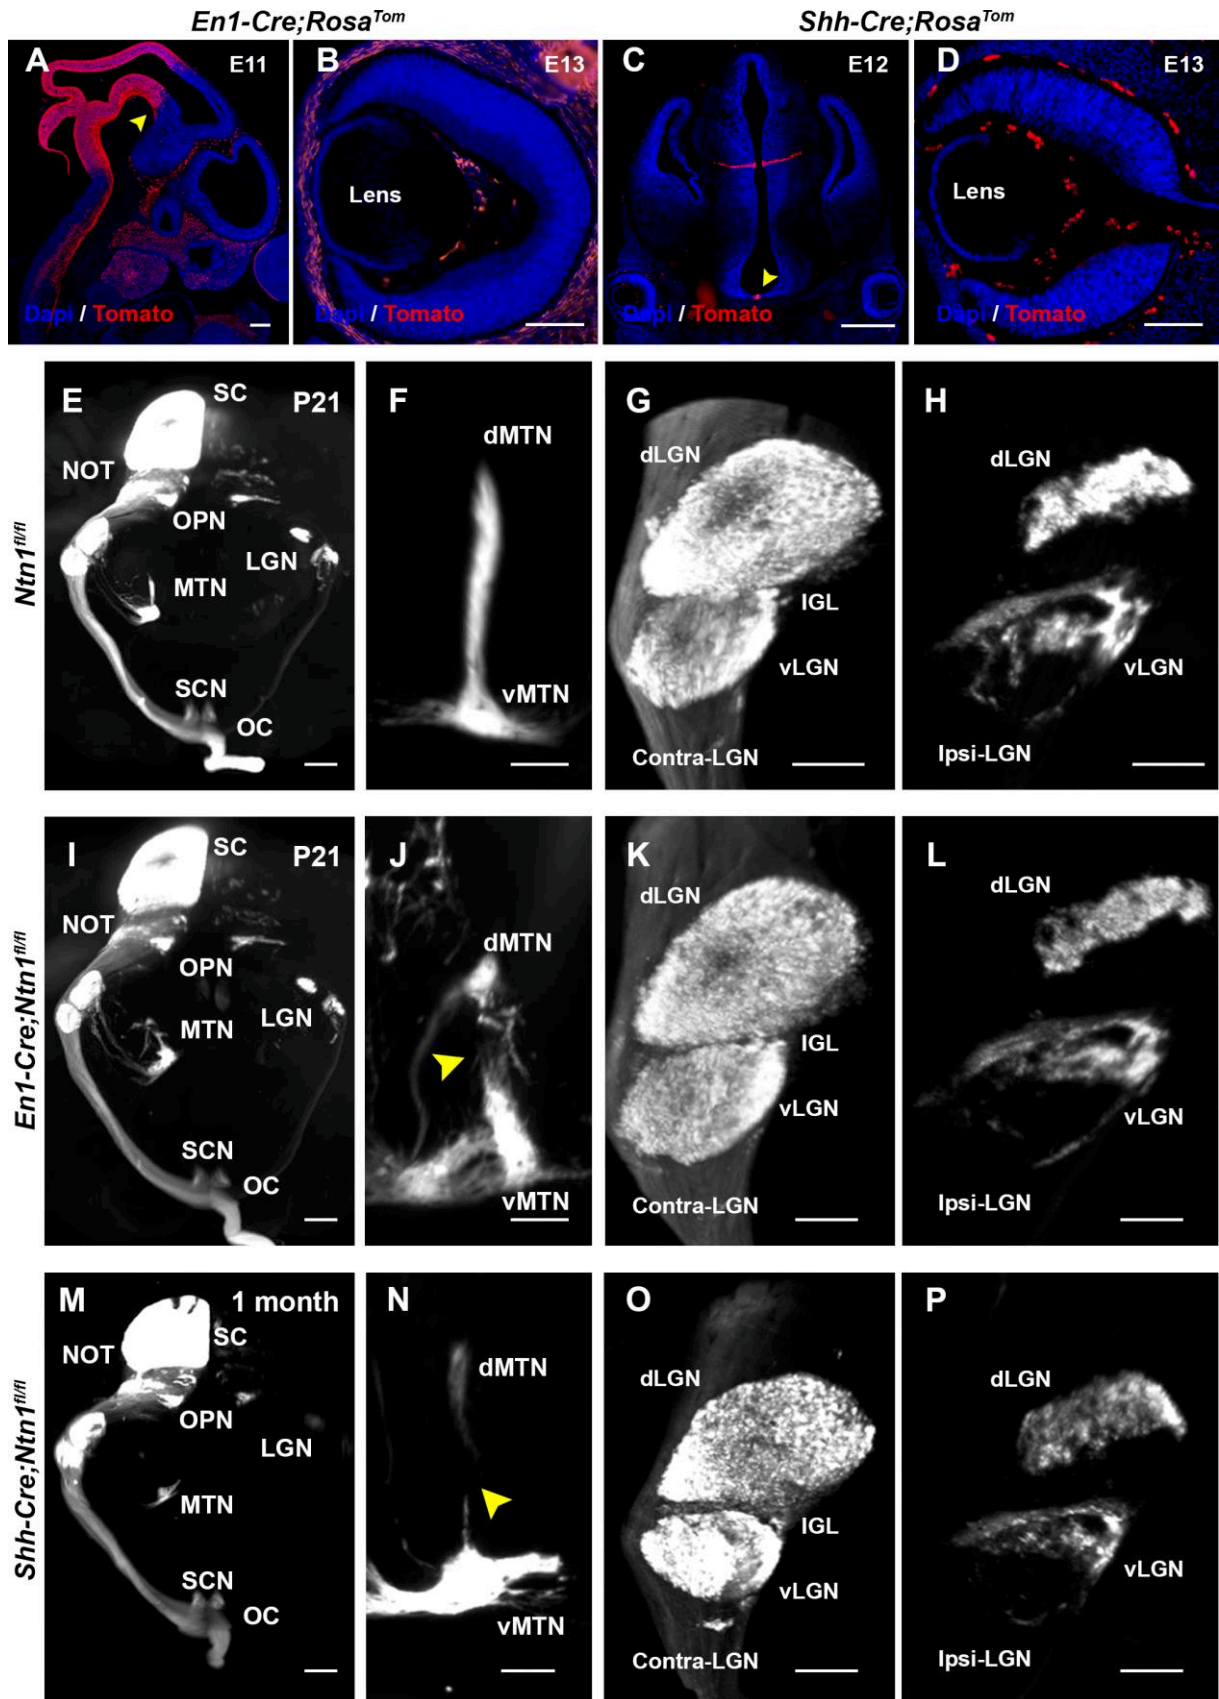 En1-Cre;Rosa^Tom Shh-Cre;Rosa^Tom
A E11 B E13 C E12 D E13
Lens Lens
Dapi / Tomato Dapi / Tomato Dapi / Tomato Dapi / Tomato
Ntn1^fl/fl
E P21 F G H
SC dMTN dLGN dLGN
NOT
OPN
LGN
MTN
IGL
vMTN vLGN vLGN
SCN
OC
Contra-LGN Ipsi-LGN
En1-Cre;Ntn1^fl/fl
I P21 J K L
SC dMTN dLGN dLGN
NOT
OPN
MTN LGN
IGL
vLGN vLGN
SCN
OC
vMTN Contra-LGN Ipsi-LGN
Shh-Cre;Ntn1^fl/fl
M 1 month N O P
SC
NOT dMTN dLGN dLGN
OPN
LGN
MTN
IGL
SCN
OC
vMTN vLGN vLGN
Contra-LGN Ipsi-LGN